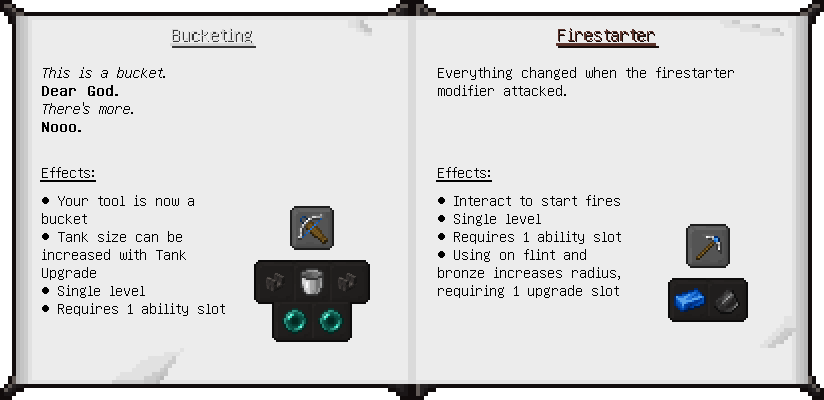 Bucketing
This is a bucket.
Dear God.
There's more.
Nooo.
Effects:
• Your tool is now a
bucket
• Tank size can be
increased with Tank
Upgrade
• Single level
• Requires 1 ability slot
Firestarter
Everything changed when the firestarter
modifier attacked.
Effects:
• Interact to start fires
• Single level
• Requires 1 ability slot
• Using on flint and
bronze increases radius,
requiring 1 upgrade slot